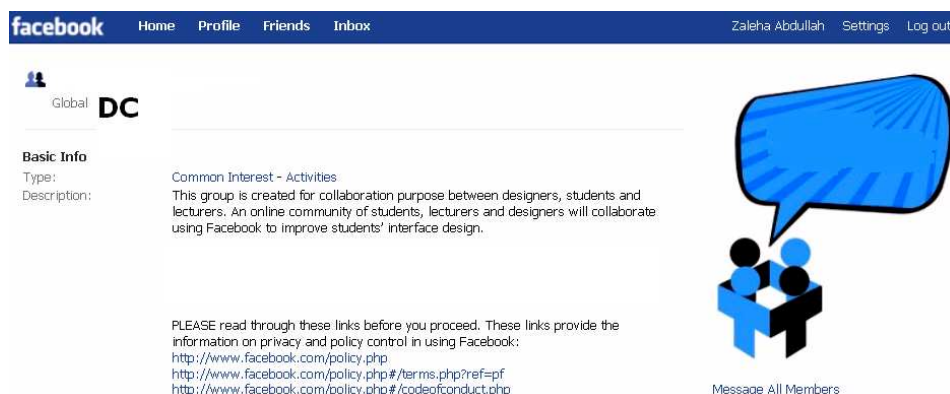 facebook Home Profile Friends Inbox Zaleha Abdullah Settings Log out
Global DC
Basic Info
Type: Common Interest - Activities
Description: This group is created for collaboration purpose between designers, students and
lecturers. An online community of students, lecturers and designers will collaborate
using Facebook to improve students' interface design.
PLEASE read through these links before you proceed. These links provide the
information on privacy and policy control in using Facebook:
http://www.facebook.com/policy.php
http://www.facebook.com/policy.php#/terms.php?ref=pf
http://www.facebook.com/policy.php#/codeofconduct.php
Message All Members